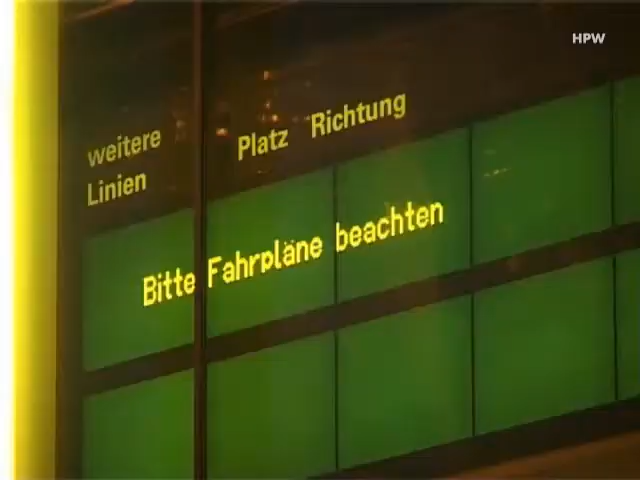 HPW
weitere Linien
Platz Richtung
Bitte Fahrpläne beachten